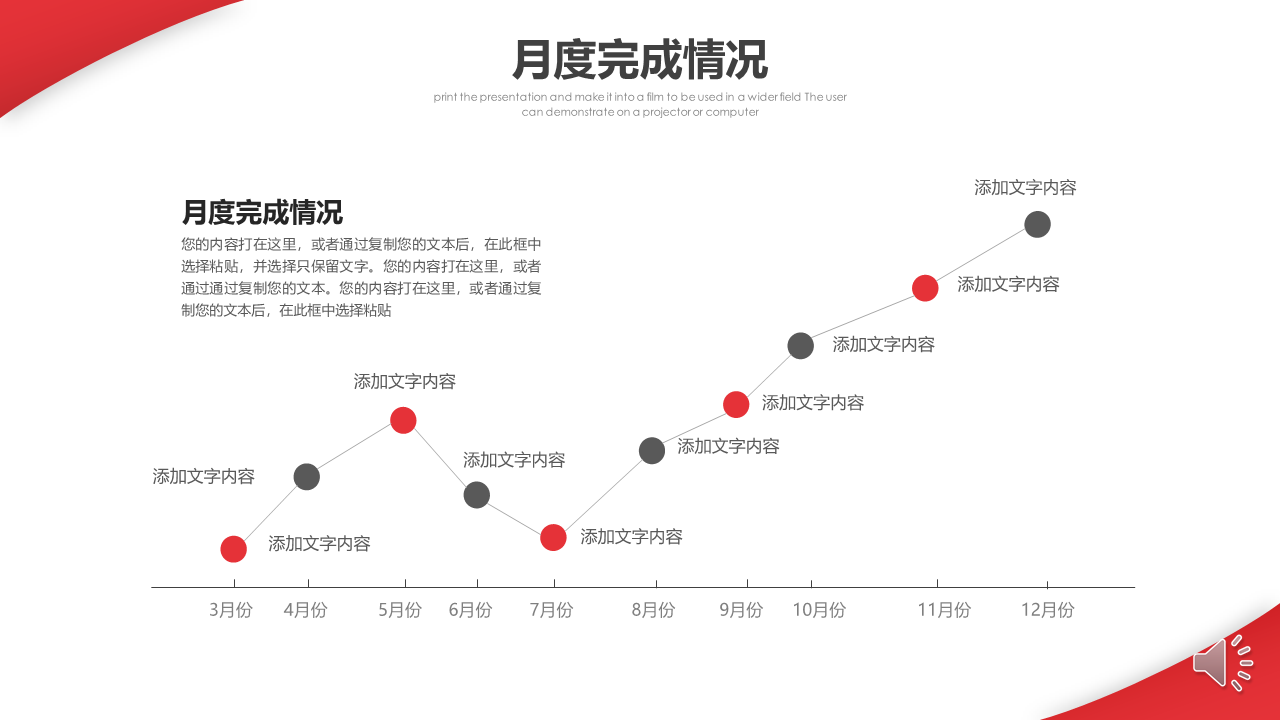 月度完成情况
print the presentation and make it into a film to be used in a wider field The user
can demonstrate on a projector or computer
添加文字内容
月度完成情况
您的内容打在这里，或者通过复制您的文本后，在此框中
选择粘贴，并选择只保留文字。您的内容打在这里，或者
通过通过复制您的文本。您的内容打在这里，或者通过复
制您的文本后，在此框中选择粘贴
添加文字内容
添加文字内容
添加文字内容
添加文字内容
添加文字内容
添加文字内容
添加文字内容
添加文字内容
添加文字内容
3月份 4月份 5月份 6月份 7月份 8月份 9月份 10月份 11月份 12月份